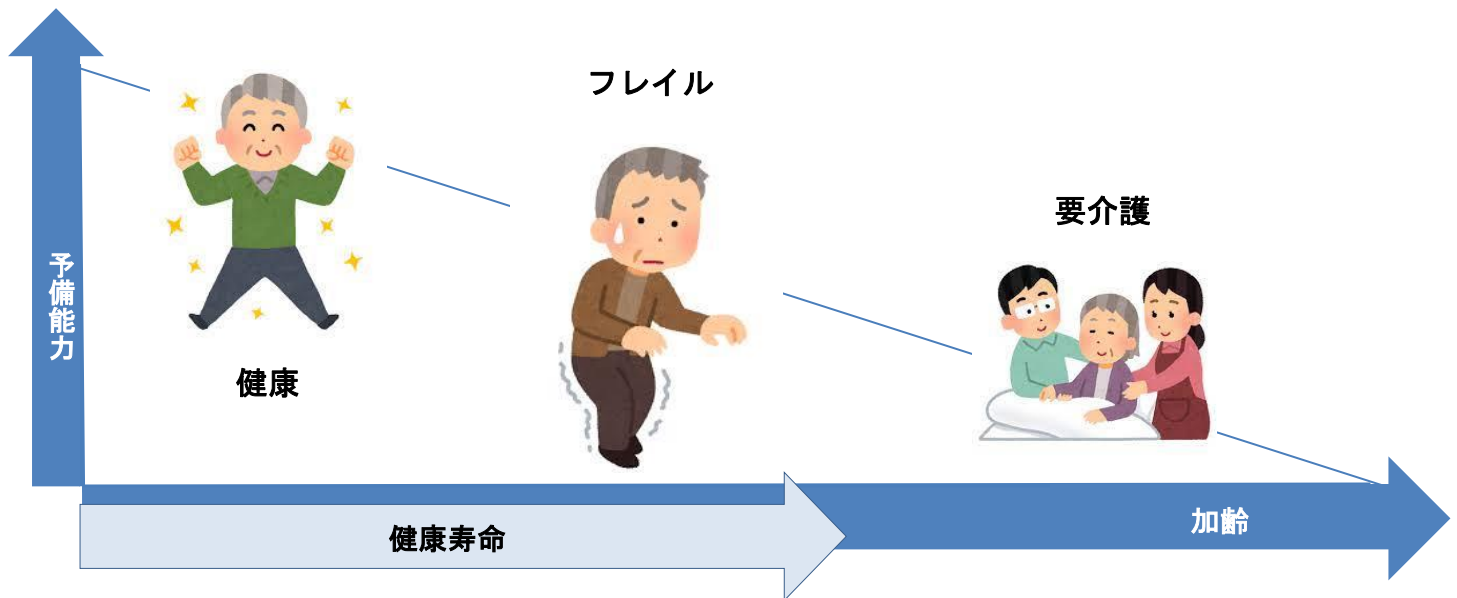 フレイル
要介護
予備能力
健康
健康寿命
加齢